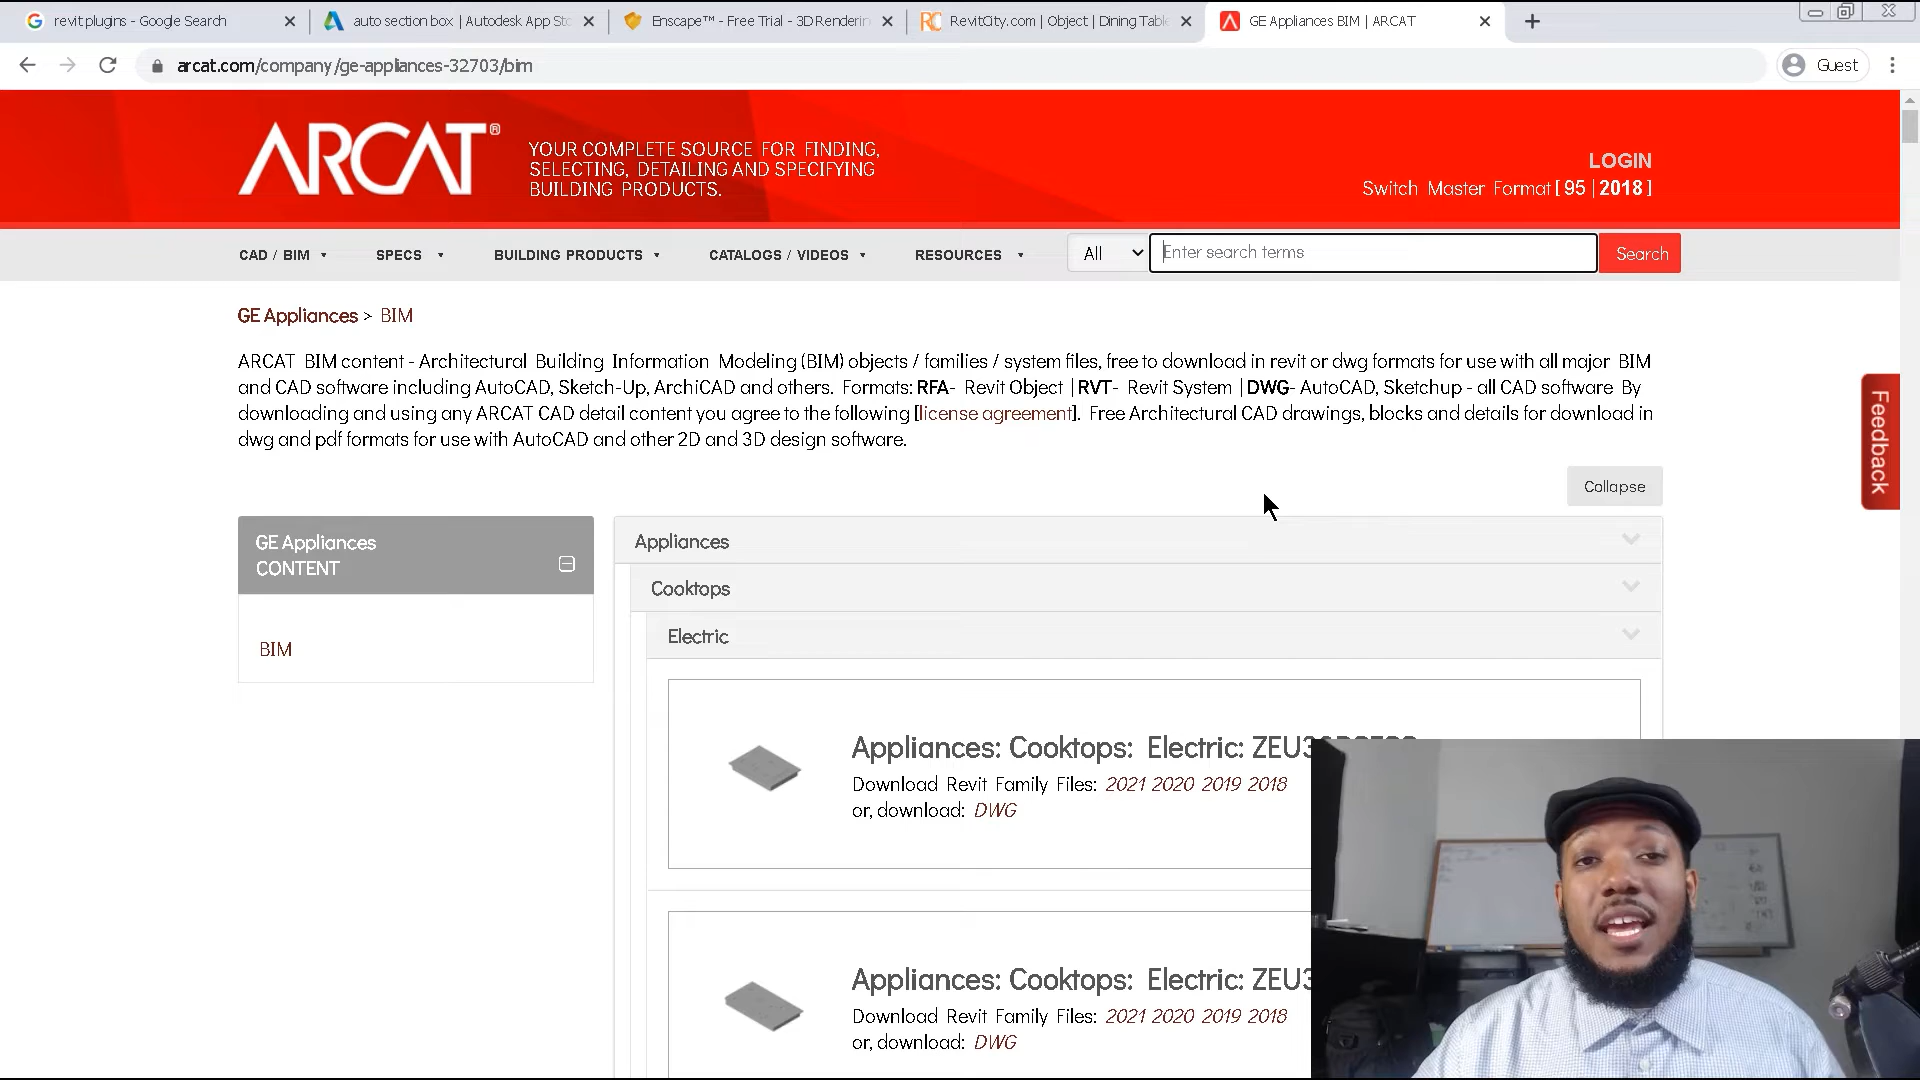 revit plugins - Google Search
auto section box | Autodesk App Sto
Enscape™ - Free Trial - 3D Renderin
RC RevitCity.com | Object | Dining Table
GE Appliances BIM | ARCAT
arcat.com/company/ge-appliances-32703/bim
Guest
ARCAT®
YOUR COMPLETE SOURCE FOR FINDING,
SELECTING, DETAILING AND SPECIFYING
BUILDING PRODUCTS.
LOGIN
Switch Master Format [ 95 | 2018 ]
CAD / BIM
SPECS
BUILDING PRODUCTS
CATALOGS / VIDEOS
RESOURCES
All
Enter search terms
Search
GE Appliances > BIM
ARCAT BIM content - Architectural Building Information Modeling (BIM) objects / families / system files, free to download in revit or dwg formats for use with all major BIM
and CAD software including AutoCAD, Sketch-Up, ArchiCAD and others. Formats: RFA- Revit Object | RVT- Revit System | DWG- AutoCAD, Sketchup - all CAD software By
downloading and using any ARCAT CAD detail content you agree to the following [license agreement]. Free Architectural CAD drawings, blocks and details for download in
dwg and pdf formats for use with AutoCAD and other 2D and 3D design software.
Feedback
Collapse
GE Appliances
CONTENT
BIM
Appliances
Cooktops
Electric
Appliances: Cooktops: Electric:
Download Revit Family Files: 2021 2020 2019 2018
or, download: DWG
Appliances: Cooktops: Electric:
Download Revit Family Files: 2021 2020 2019 2018
or, download: DWG